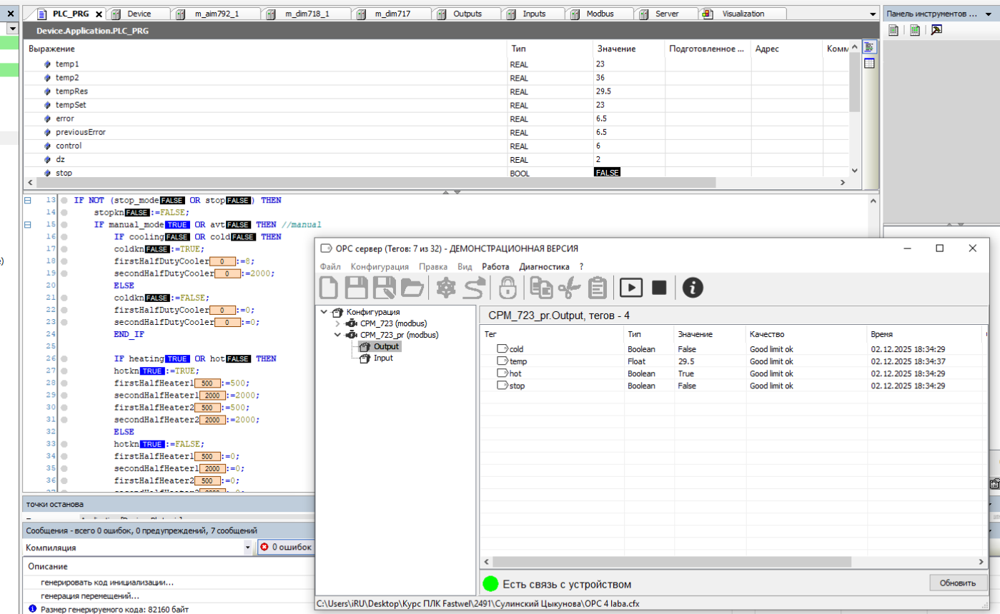 PLC_PRG
Device
m_aim792_1
m_dim718_1
m_dim717
Outputs
Inputs
Modbus
Server
Visualization
Панель инструментов ...
Device.Application.PLC_PRG
Выражение Тип Значение Подготовленное ... Адрес Комм
temp1 REAL 23
temp2 REAL 36
tempRes REAL 29.5
tempSet REAL 23
error REAL 6.5
previousError REAL 6.5
control REAL 6
dz REAL 2
stop BOOL FALSE
13 IF NOT (stop_mode FALSE OR stop FALSE ) THEN
14 stopkn FALSE :=FALSE;
15 IF manual_mode TRUE OR avt FALSE THEN //manual
16 IF cooling FALSE OR cold FALSE THEN
17 coldkn FALSE :=TRUE;
18 firstHalfDutyCooler 0 :=8;
19 secondHalfDutyCooler 0 :=2000;
20 ELSE
21 coldkn FALSE :=FALSE;
22 firstHalfDutyCooler 0 :=0;
23 secondHalfDutyCooler 0 :=0;
24 END_IF
25
26 IF heating TRUE OR hot FALSE THEN
27 hotkn TRUE :=TRUE;
28 firstHalfHeater1 500 :=500;
29 secondHalfHeater1 2000 :=2000;
30 firstHalfHeater2 500 :=500;
31 secondHalfHeater2 2000 :=2000;
32 ELSE
33 hotkn TRUE :=FALSE;
34 firstHalfHeater1 500 :=0;
35 secondHalfHeater1 2000 :=0;
36 firstHalfHeater2 500 :=0;
точки останова
Сообщения - всего 0 ошибок, 0 предупреждений, 7 сообщений
Компиляция 0 ошибок
Описание
генерировать код инициализации...
генерация перемещений...
Размер генерируемого кода: 82160 байт
OPC сервер (Тегов: 7 из 32) - ДЕМОНСТРАЦИОННАЯ ВЕРСИЯ
Файл Конфигурация Правка Вид Работа Диагностика ?
Конфигурация
CPM_723 (modbus)
CPM_723_pr (modbus)
Output
Input
CPM_723_pr.Output, тегов - 4
Тег Тип Значение Качество Время
cold Boolean False Good limit ok 02.12.2025 18:34:29
temp Float 29.5 Good limit ok 02.12.2025 18:34:37
hot Boolean True Good limit ok 02.12.2025 18:34:29
stop Boolean False Good limit ok 02.12.2025 18:34:29
Есть связь с устройством
Обновить
C:\Users\iRU\Desktop\Курс ПЛК Fastwel\2491\Сулинский Цыкунова\OPC 4 laba.cfx